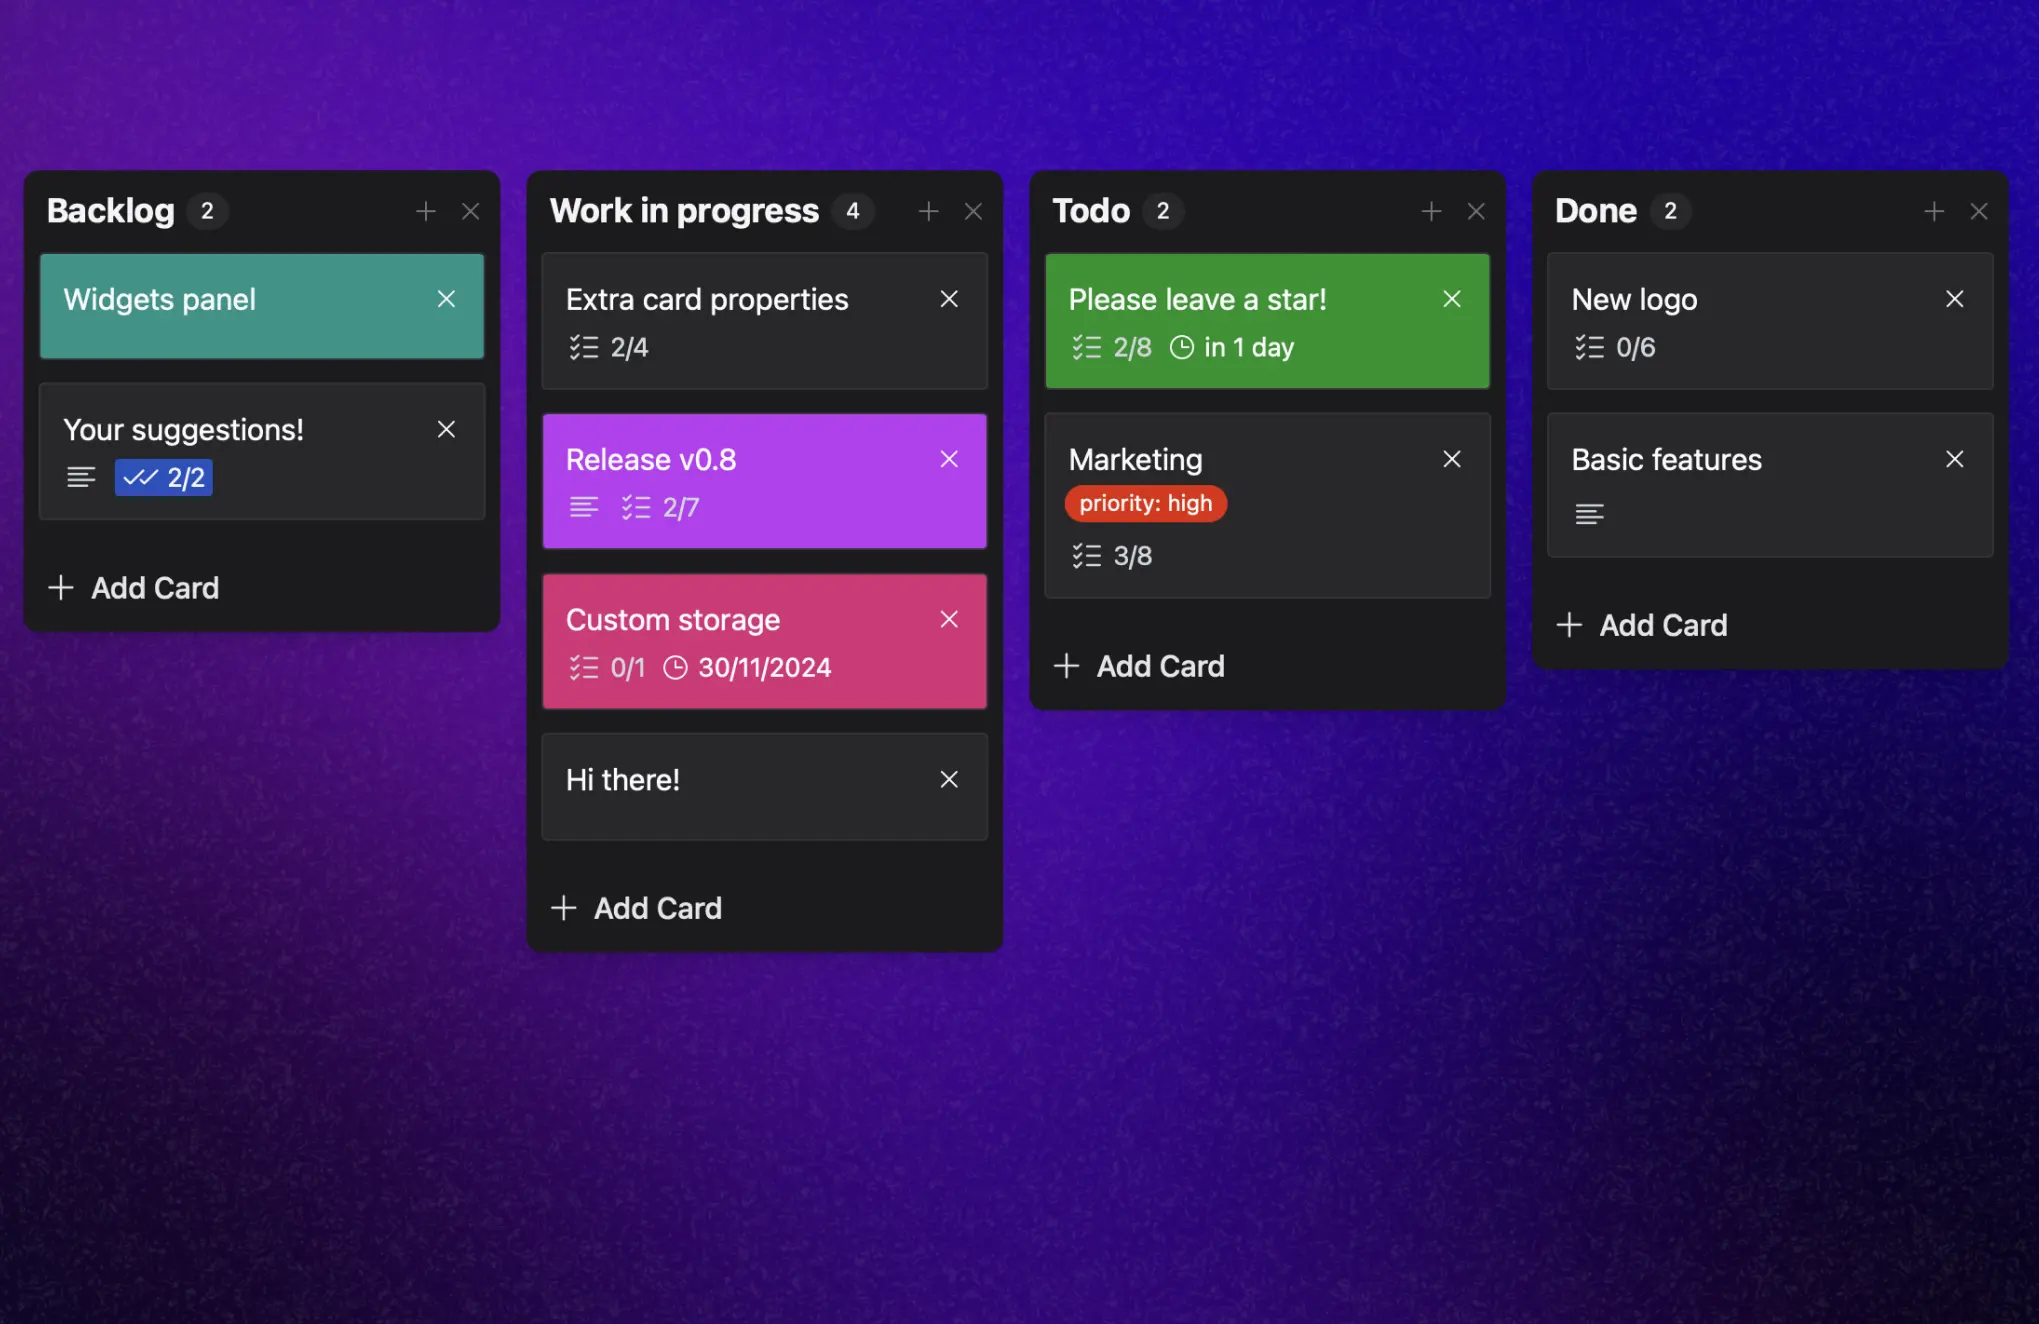 Backlog 2
Widgets panel
Your suggestions!
2/2
Add Card
Work in progress 4
Extra card properties
2/4
Release v0.8
2/7
Custom storage
0/1 30/11/2024
Hi there!
Add Card
Todo 2
Please leave a star!
2/8 in 1 day
Marketing
priority: high
3/8
Add Card
Done 2
New logo
0/6
Basic features
Add Card